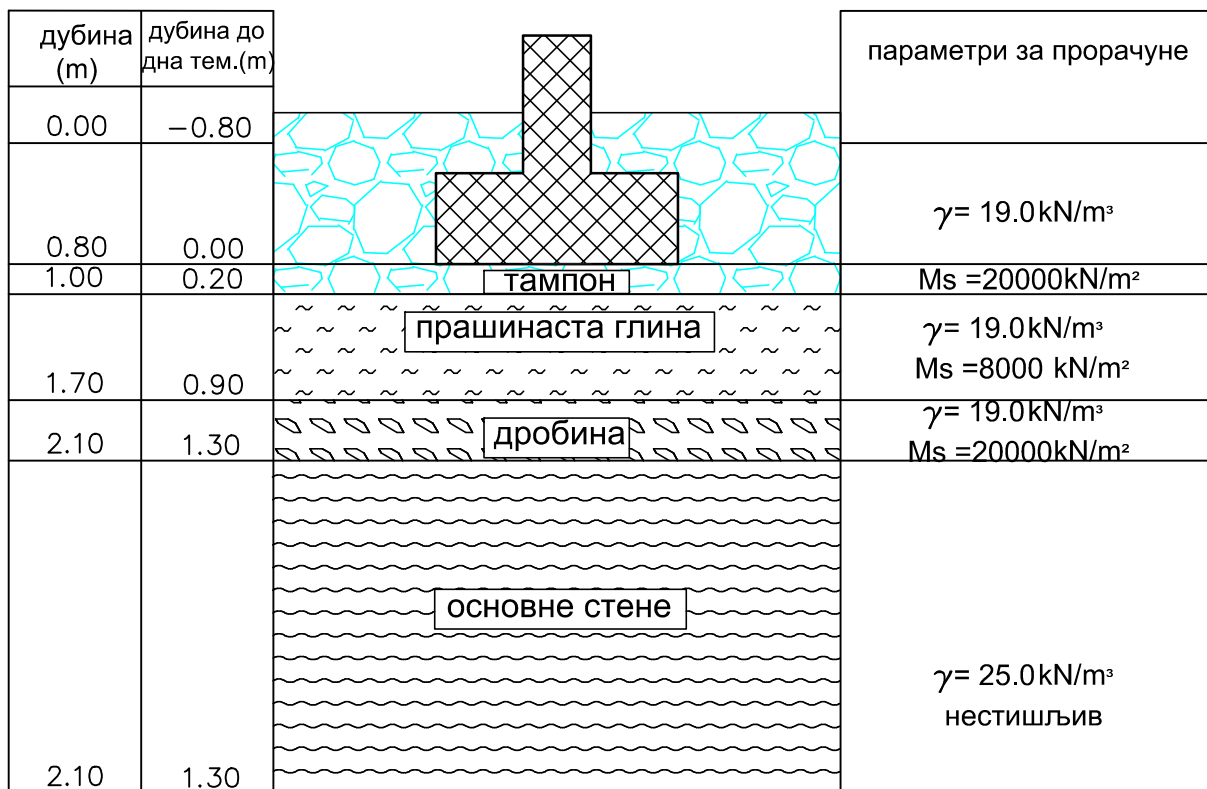 дубина
(m)
дубина до
дна тем.(m)
параметри за прорачуне
0.00
−0.80
0.80
0.00
γ= 19.0kN/m³
1.00
0.20
тампон
Ms =20000kN/m²
прашинаста глина
γ= 19.0kN/m³
Ms =8000 kN/m²
1.70
0.90
дробина
γ= 19.0kN/m³
Ms =20000kN/m²
2.10
1.30
основне стене
γ= 25.0kN/m³
нестишљив
2.10
1.30